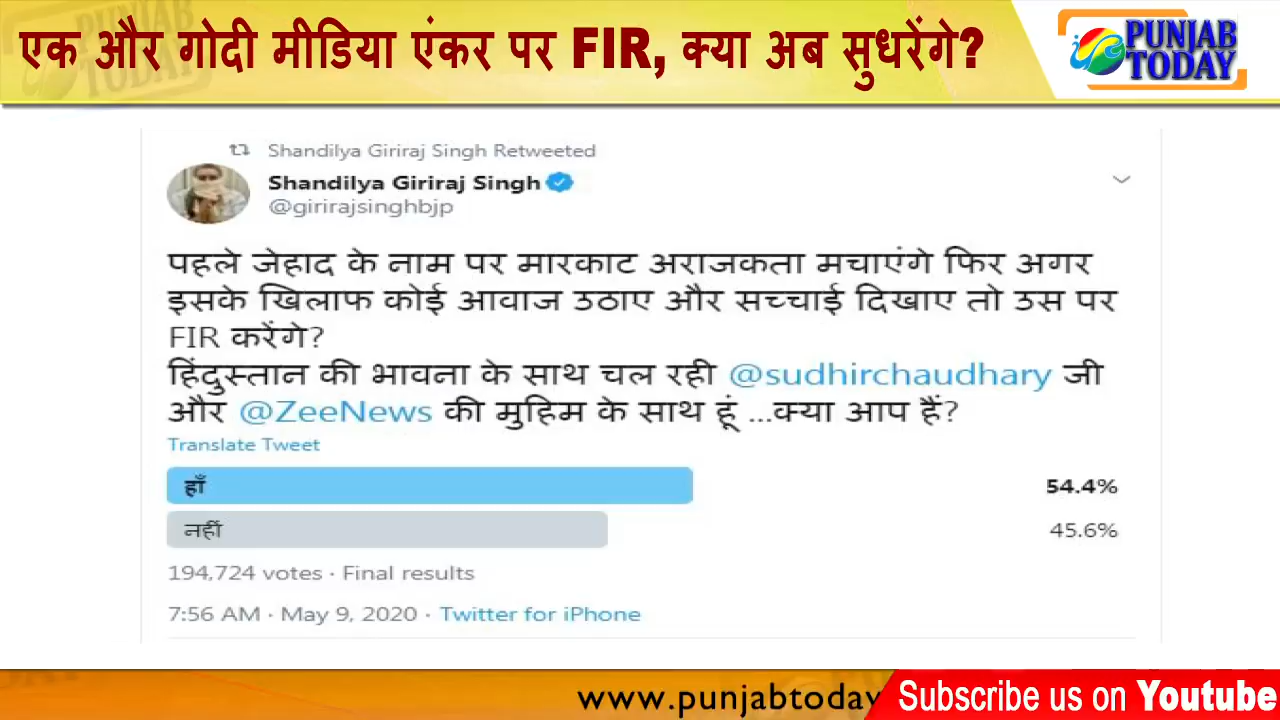 एक और गोदी मीडिया एंकर पर FIR, क्या अब सुधरेंगे?
PUNJAB
TODAY
Shandilya Giriraj Singh Retweeted
Shandilya Giriraj Singh
@girirajsinghbjp
पहले जेहाद के नाम पर मारकाट अराजकता मचाएंगे फिर अगर
इसके खिलाफ कोई आवाज उठाए और सच्चाई दिखाए तो उस पर
FIR करेंगे?
हिंदुस्तान की भावना के साथ चल रही @sudhirchaudhary जी
और @ZeeNews की मुहिम के साथ हूं ...क्या आप हैं?
Translate Tweet
हाँ 54.4%
नहीं 45.6%
194,724 votes · Final results
7:56 AM · May 9, 2020 · Twitter for iPhone
www.punjabtoday
Subscribe us on Youtube